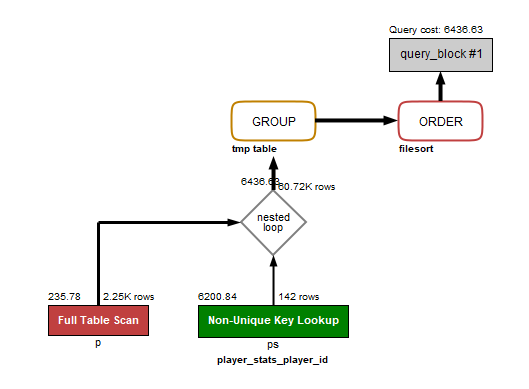 Query cost: 6436.63
query_block #1
GROUP
ORDER
tmp table
filesort
6436.63
60.72K rows
nested
loop
235.78
2.25K rows
6200.84
142 rows
Full Table Scan
Non-Unique Key Lookup
p
ps
player_stats_player_id